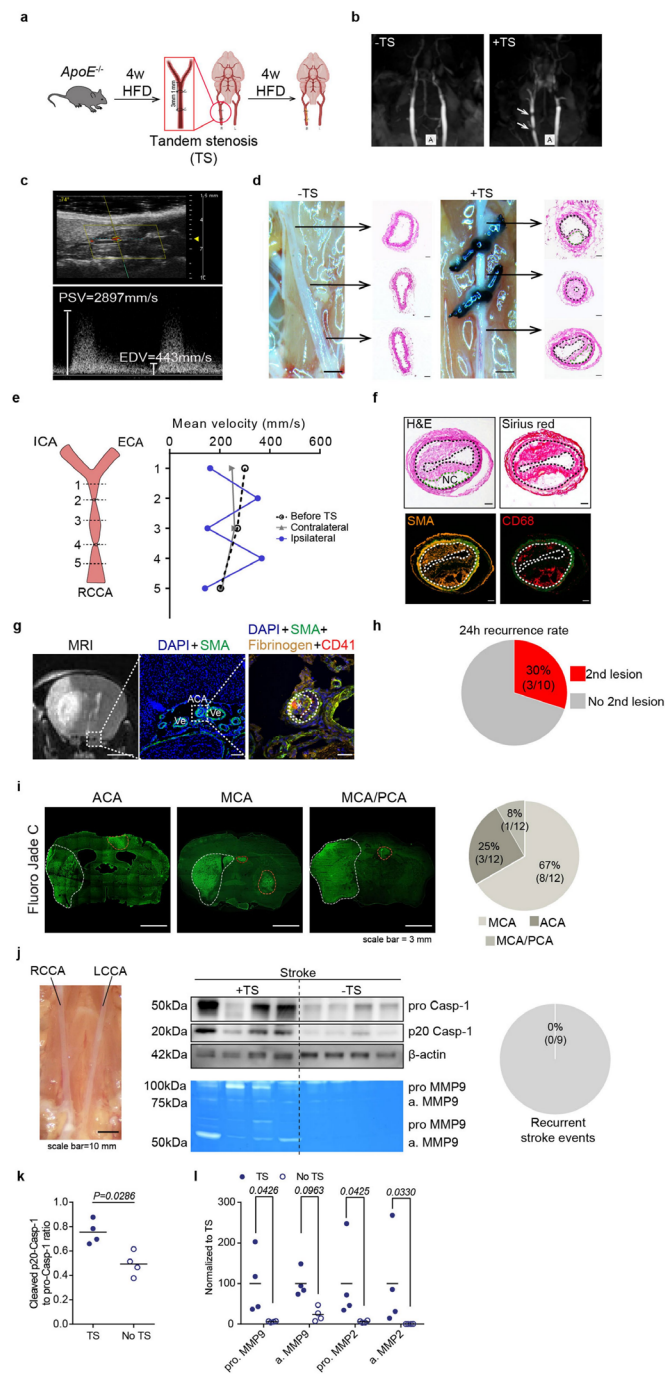 a
ApoE-/-
4w
HFD
3mm 1mm
R
L
4w
HFD
Tandem stenosis
(TS)
b
-TS
+TS
A
A
c
PSV=2897mm/s
EDV=443mm/s
d
-TS
+TS
e
ICA
ECA
1
2
3
4
5
RCCA
Mean velocity (mm/s)
0
200
400
600
1
2
3
4
5
Before TS
Contralateral
Ipsilateral
f
H&E
NC
Sirius red
SMA
CD68
g
MRI
DAPI+SMA
ACA
Ve
Ve
DAPI+SMA+
Fibrinogen+CD41
h
24h recurrence rate
30%
(3/10)
2nd lesion
No 2nd lesion
i
Fluoro Jade C
ACA
MCA
MCA/PCA
scale bar = 3 mm
8%
(1/12)
25%
(3/12)
67%
(8/12)
MCA
ACA
MCA/PCA
j
RCCA
LCCA
scale bar=10 mm
Stroke
+TS
-TS
50kDa
pro Casp-1
20kDa
p20 Casp-1
42kDa
β-actin
100kDa
pro MMP9
75kDa
a. MMP9
pro MMP9
50kDa
a. MMP9
0%
(0/9)
Recurrent
stroke events
k
Cleaved p20-Casp-1
to pro-Casp-1 ratio
P=0.0286
1.0
0.8
0.6
0.4
0.2
0.0
TS
No TS
l
TS
No TS
Normalized to TS
0.0426
0.0963
0.0425
0.0330
300
200
100
0
pro. MMP9
a. MMP9
pro. MMP2
a. MMP2